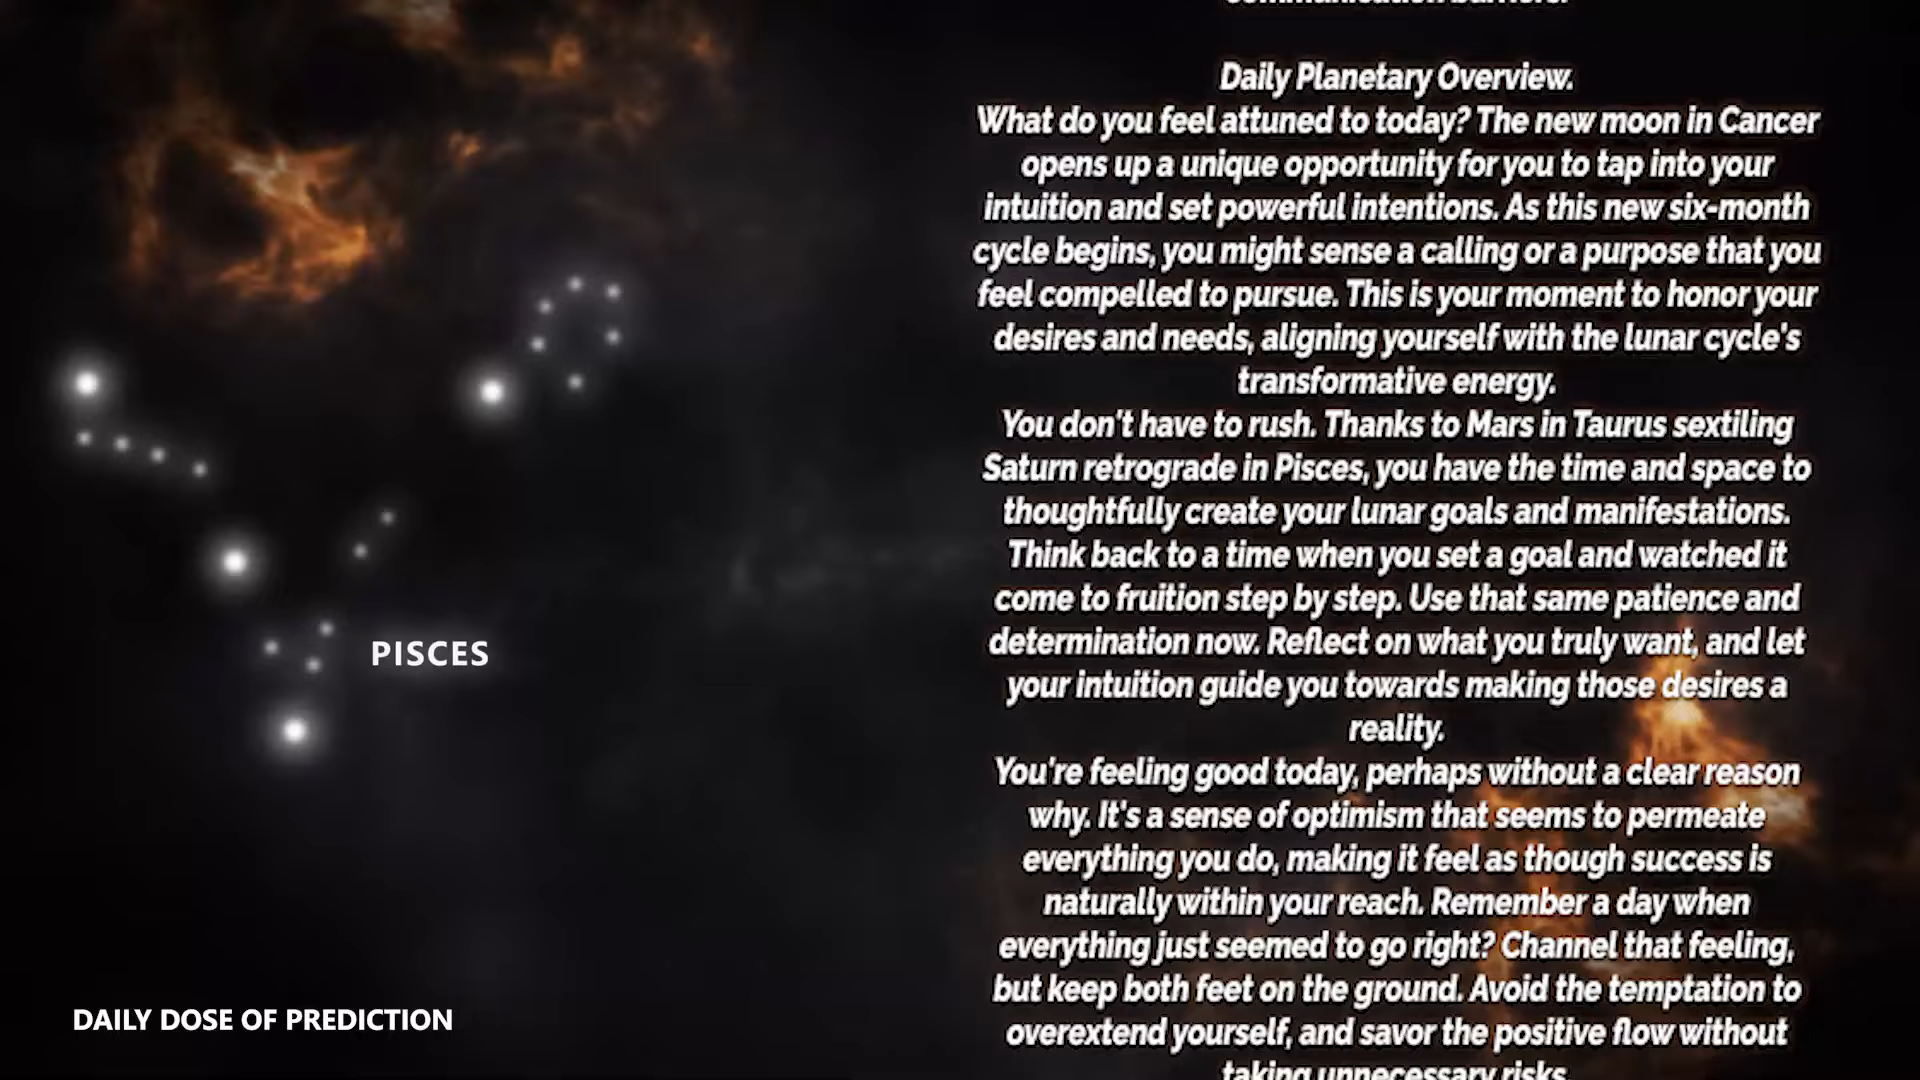 communication barriers.
Daily Planetary Overview.
What do you feel attuned to today? The new moon in Cancer
opens up a unique opportunity for you to tap into your
intuition and set powerful intentions. As this new six-month
cycle begins, you might sense a calling or a purpose that you
feel compelled to pursue. This is your moment to honor your
desires and needs, aligning yourself with the lunar cycle's
transformative energy.
You don't have to rush. Thanks to Mars in Taurus sextiling
Saturn retrograde in Pisces, you have the time and space to
thoughtfully create your lunar goals and manifestations.
Think back to a time when you set a goal and watched it
come to fruition step by step. Use that same patience and
determination now. Reflect on what you truly want, and let
your intuition guide you towards making those desires a
reality.
You're feeling good today, perhaps without a clear reason
why. It's a sense of optimism that seems to permeate
everything you do, making it feel as though success is
naturally within your reach. Remember a day when
everything just seemed to go right? Channel that feeling,
but keep both feet on the ground. Avoid the temptation to
overextend yourself, and savor the positive flow without
taking unnecessary risks.
PISCES
DAILY DOSE OF PREDICTION